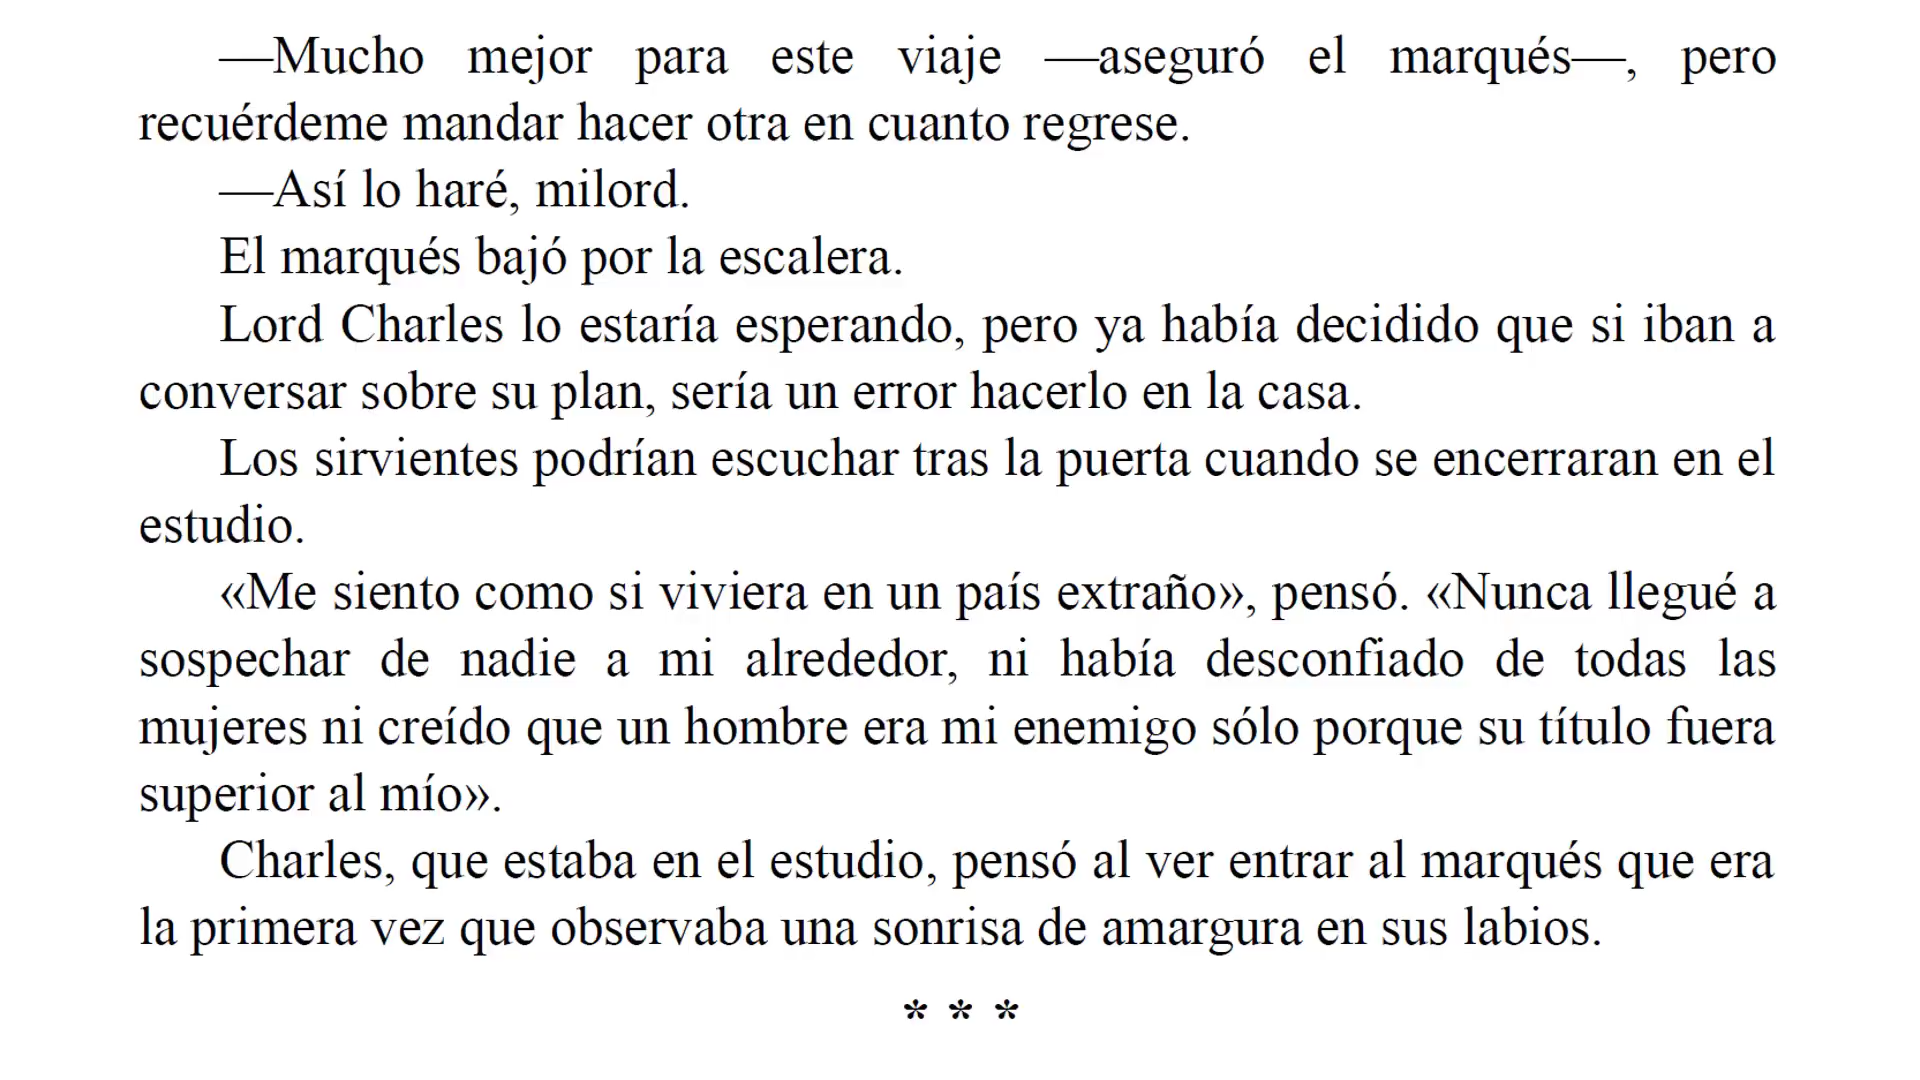 —Mucho mejor para este viaje —aseguró el marqués—, pero
recuérdeme mandar hacer otra en cuanto regrese.
—Así lo haré, milord.
El marqués bajó por la escalera.
Lord Charles lo estaría esperando, pero ya había decidido que si iban a
conversar sobre su plan, sería un error hacerlo en la casa.
Los sirvientes podrían escuchar tras la puerta cuando se encerraran en el
estudio.
«Me siento como si viviera en un país extraño», pensó. «Nunca llegué a
sospechar de nadie a mi alrededor, ni había desconfiado de todas las
mujeres ni creído que un hombre era mi enemigo sólo porque su título fuera
superior al mío».
Charles, que estaba en el estudio, pensó al ver entrar al marqués que era
la primera vez que observaba una sonrisa de amargura en sus labios.
* * *